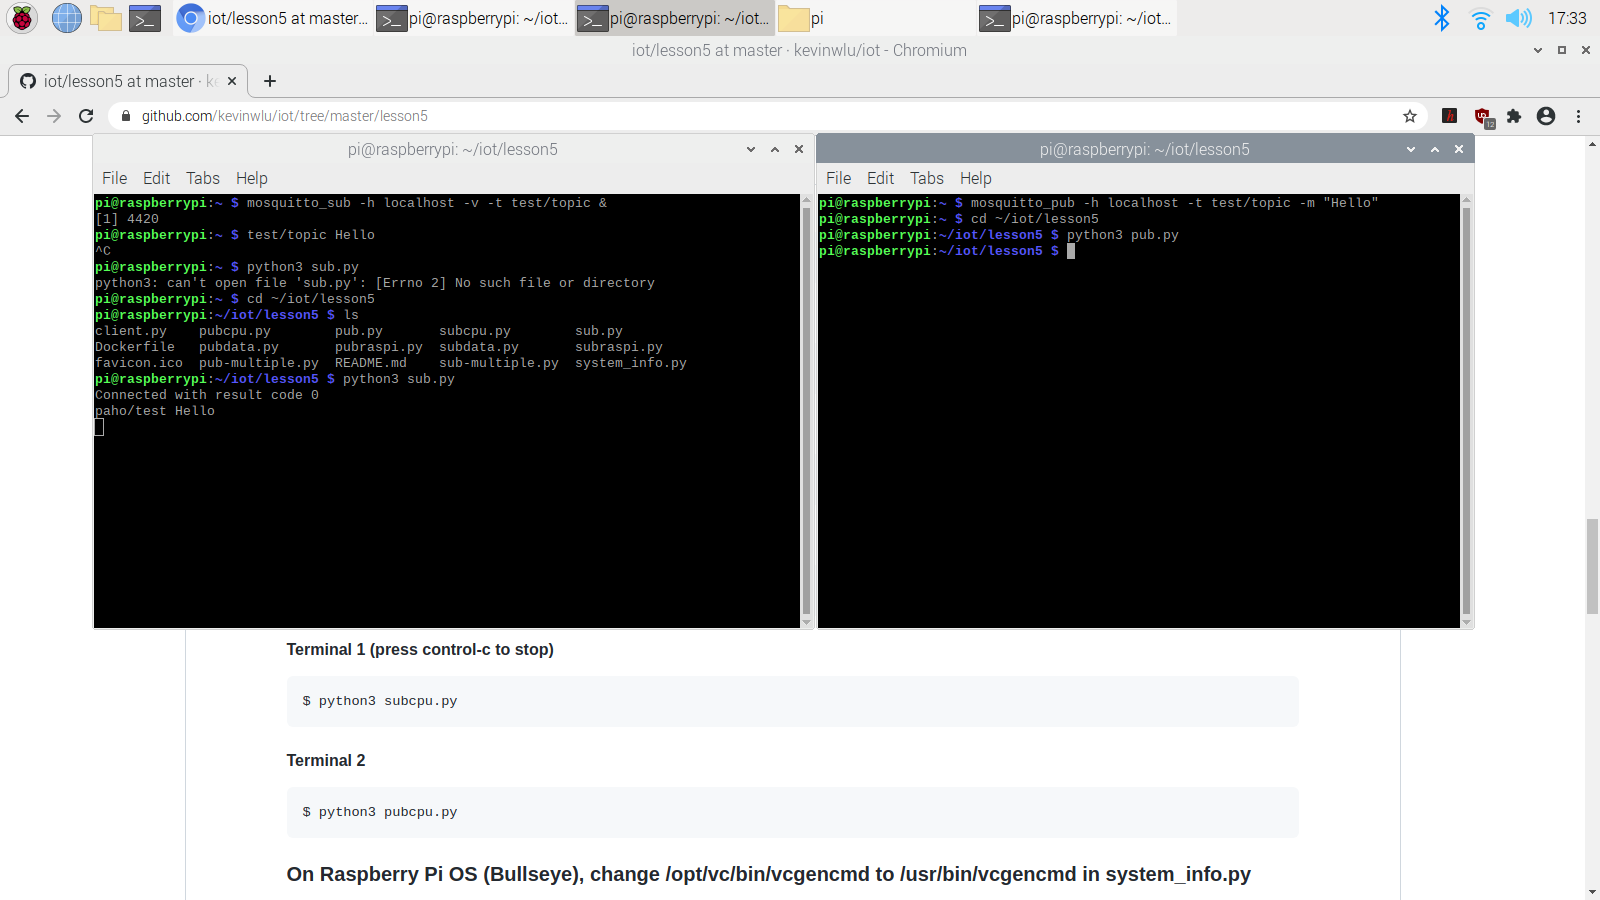 iot/lesson5 at master... pi@raspberrypi: ~/iot... pi@raspberrypi: ~/iot... pi pi@raspberrypi: ~/iot... 17:33
iot/lesson5 at master · kevinwlu/iot - Chromium
iot/lesson5 at master · ke
github.com/kevinwlu/iot/tree/master/lesson5
12
pi@raspberrypi: ~/iot/lesson5
File Edit Tabs Help
pi@raspberrypi:~ $ mosquitto_sub -h localhost -v -t test/topic &
[1] 4420
pi@raspberrypi:~ $ test/topic Hello
^C
pi@raspberrypi:~ $ python3 sub.py
python3: can't open file 'sub.py': [Errno 2] No such file or directory
pi@raspberrypi:~ $ cd ~/iot/lesson5
pi@raspberrypi:~/iot/lesson5 $ ls
client.py pubcpu.py pub.py subcpu.py sub.py
Dockerfile pubdata.py pubraspi.py subdata.py subraspi.py
favicon.ico pub-multiple.py README.md sub-multiple.py system_info.py
pi@raspberrypi:~/iot/lesson5 $ python3 sub.py
Connected with result code 0
paho/test Hello
pi@raspberrypi: ~/iot/lesson5
File Edit Tabs Help
pi@raspberrypi:~ $ mosquitto_pub -h localhost -t test/topic -m "Hello"
pi@raspberrypi:~ $ cd ~/iot/lesson5
pi@raspberrypi:~/iot/lesson5 $ python3 pub.py
pi@raspberrypi:~/iot/lesson5 $
Terminal 1 (press control-c to stop)
$ python3 subcpu.py
Terminal 2
$ python3 pubcpu.py
On Raspberry Pi OS (Bullseye), change /opt/vc/bin/vcgencmd to /usr/bin/vcgencmd in system_info.py